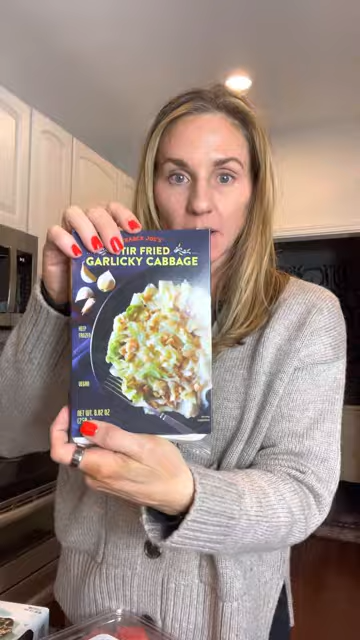 TRADER JOE'S
STIR FRIED
GARLICKY CABBAGE
KEEP
FROZEN
VEGAN
NET WT. 8.82 OZ